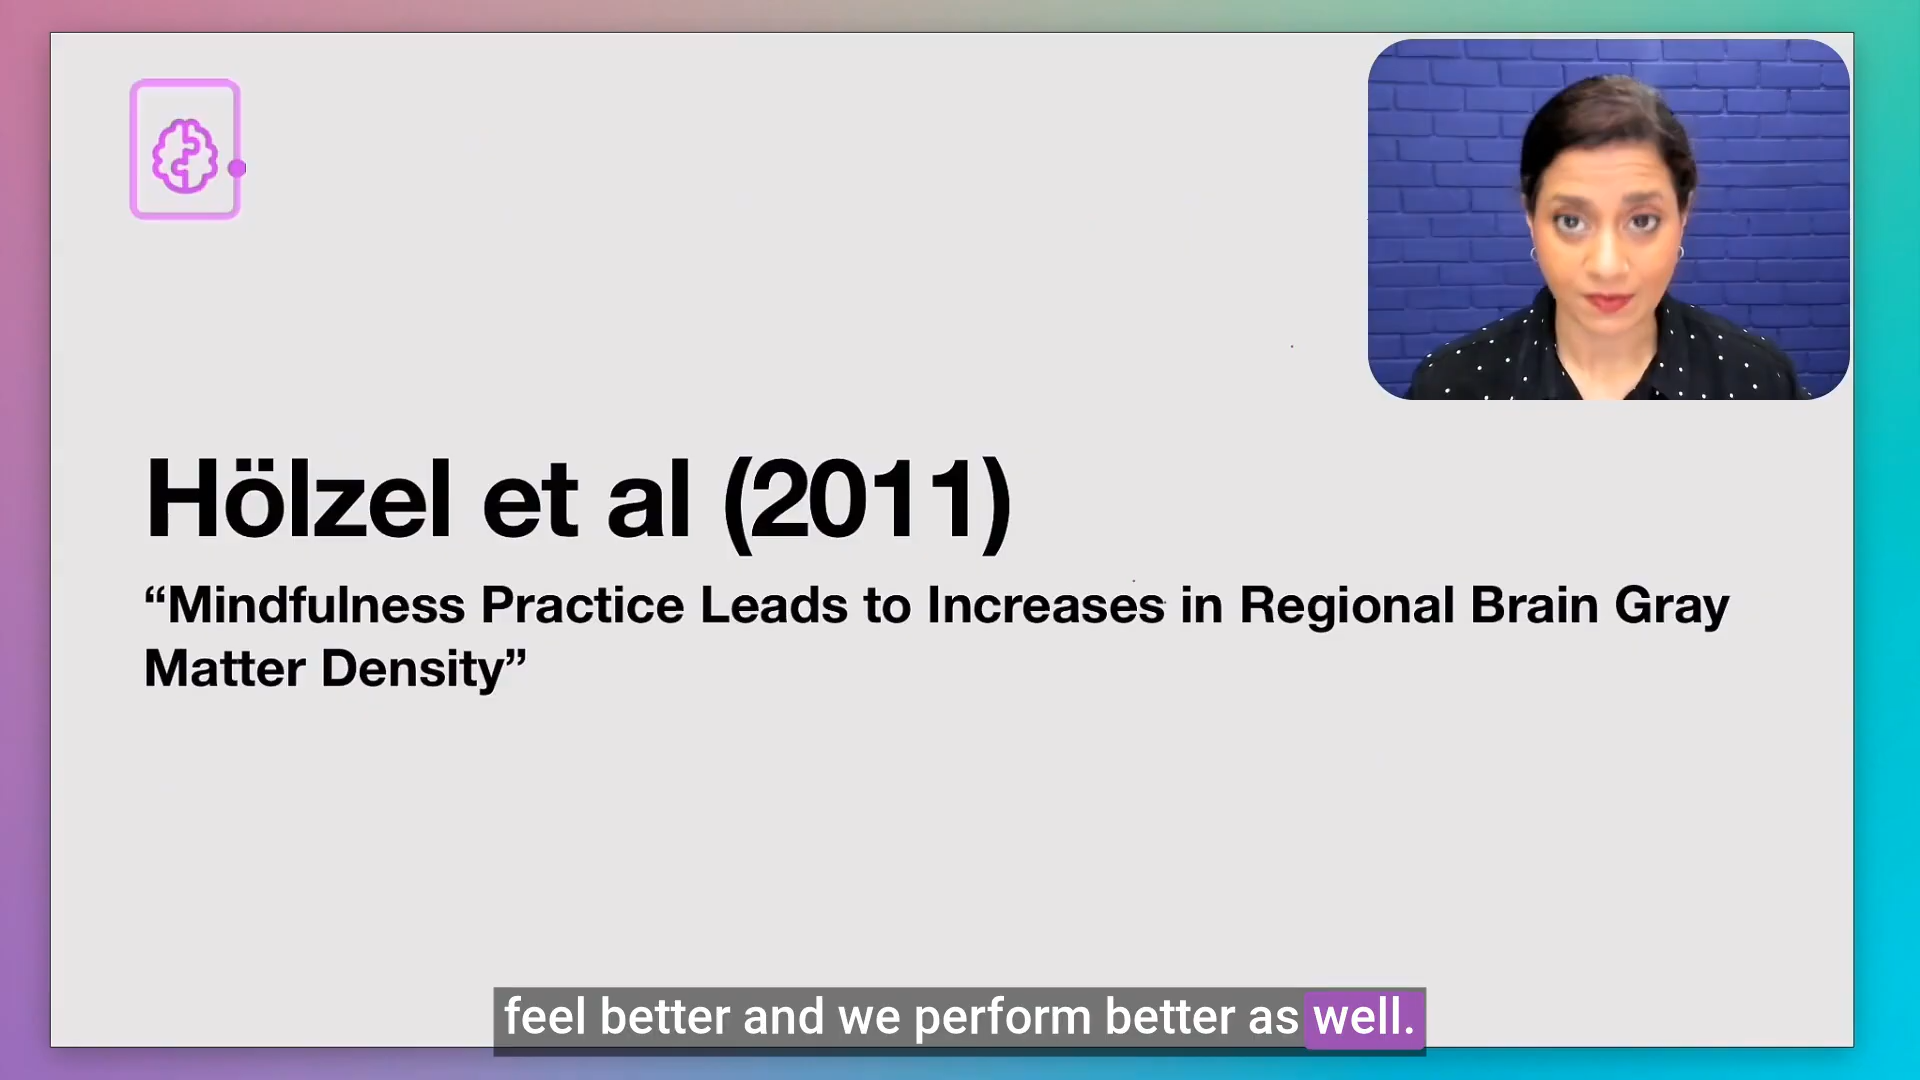 Hölzel et al (2011)
“Mindfulness Practice Leads to Increases in Regional Brain Gray
Matter Density”
feel better and we perform better as well.